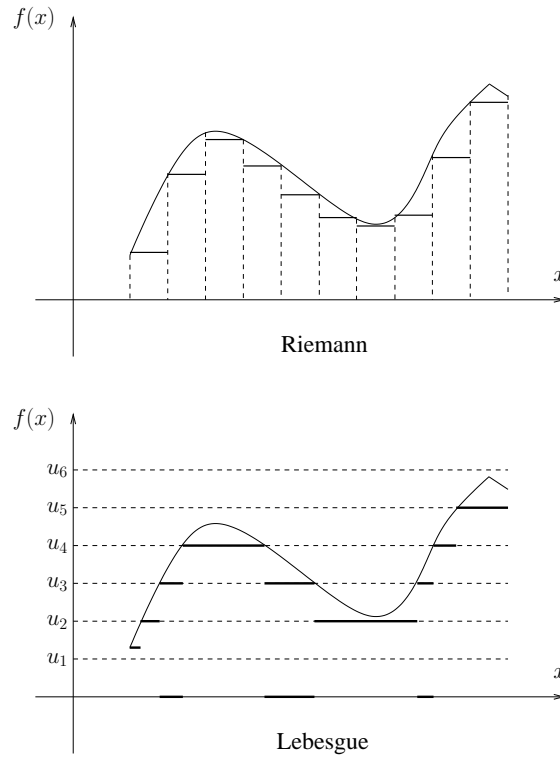 f(x)
x
Riemann
f(x)
u₆
u₅
u₄
u₃
u₂
u₁
x
Lebesgue